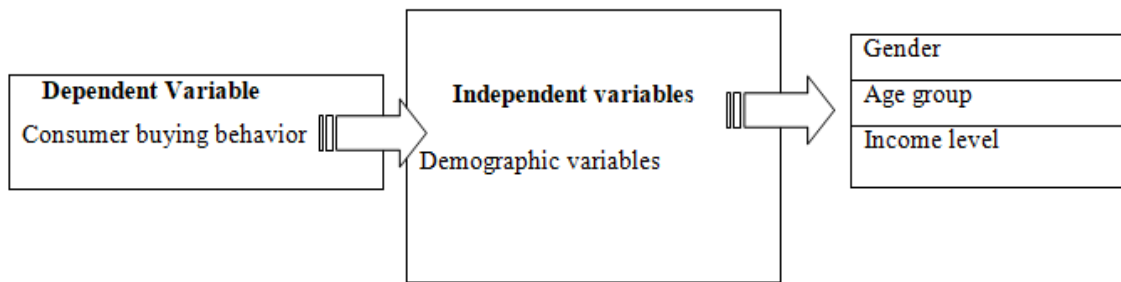 Dependent Variable
Consumer buying behavior
Independent variables
Demographic variables
Gender
Age group
Income level